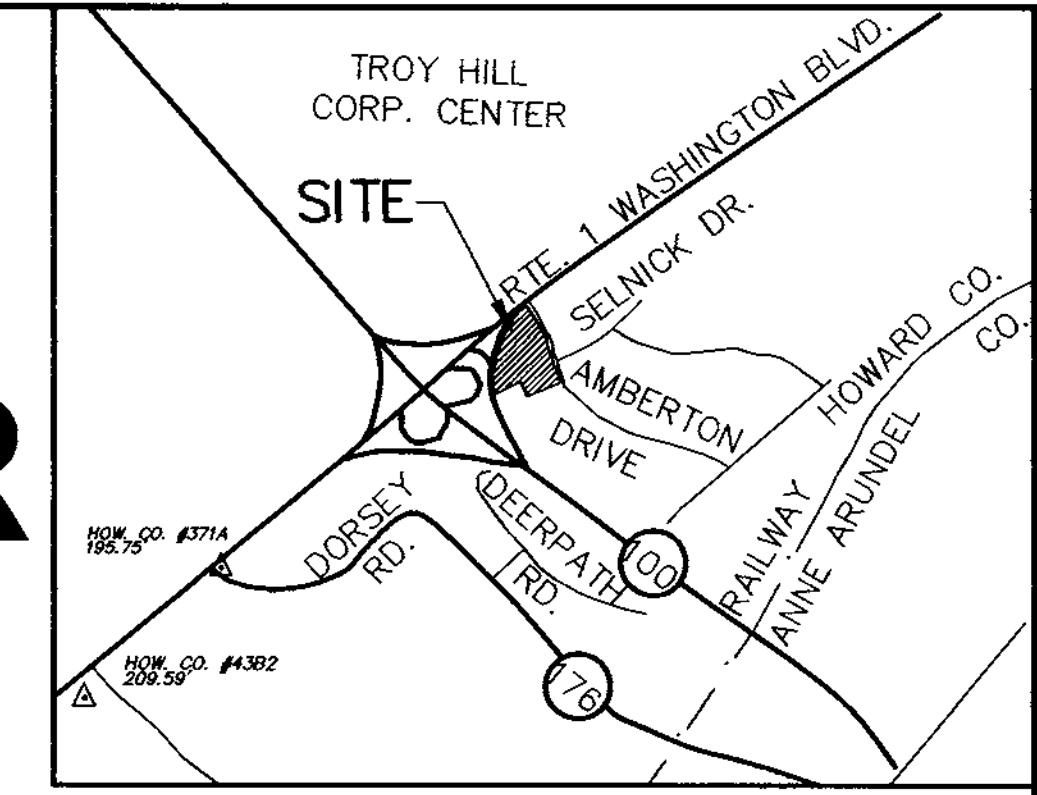 TROY HILL
CORP. CENTER
SITE
RTE. 1 WASHINGTON BLVD.
SELNICK DR.
AMBERTON
DRIVE
HOWARD CO.
ANNE ARUNDEL CO.
RAILWAY
DORSEY
RD.
DEERPATH
RD.
100
176
HOW. CO. #371A
195.75'
HOW. CO. #43B2
209.59'
R